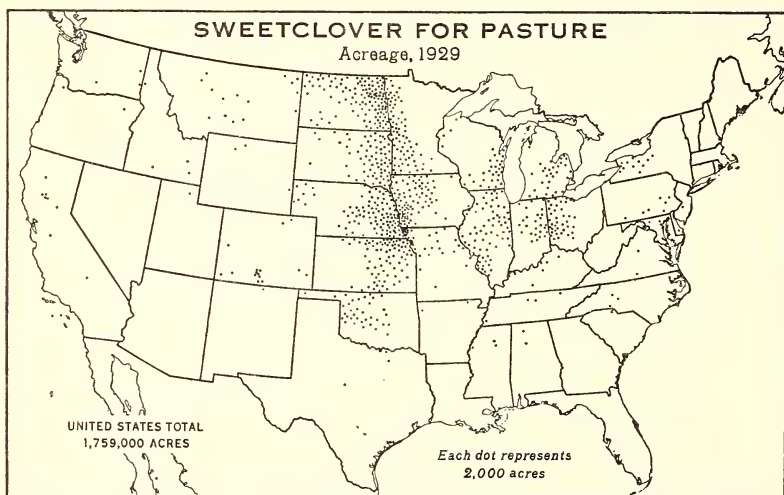 SWEETCLOVER FOR PASTURE
Acreage, 1929
UNITED STATES TOTAL
1,759,000 ACRES
Each dot represents
2,000 acres